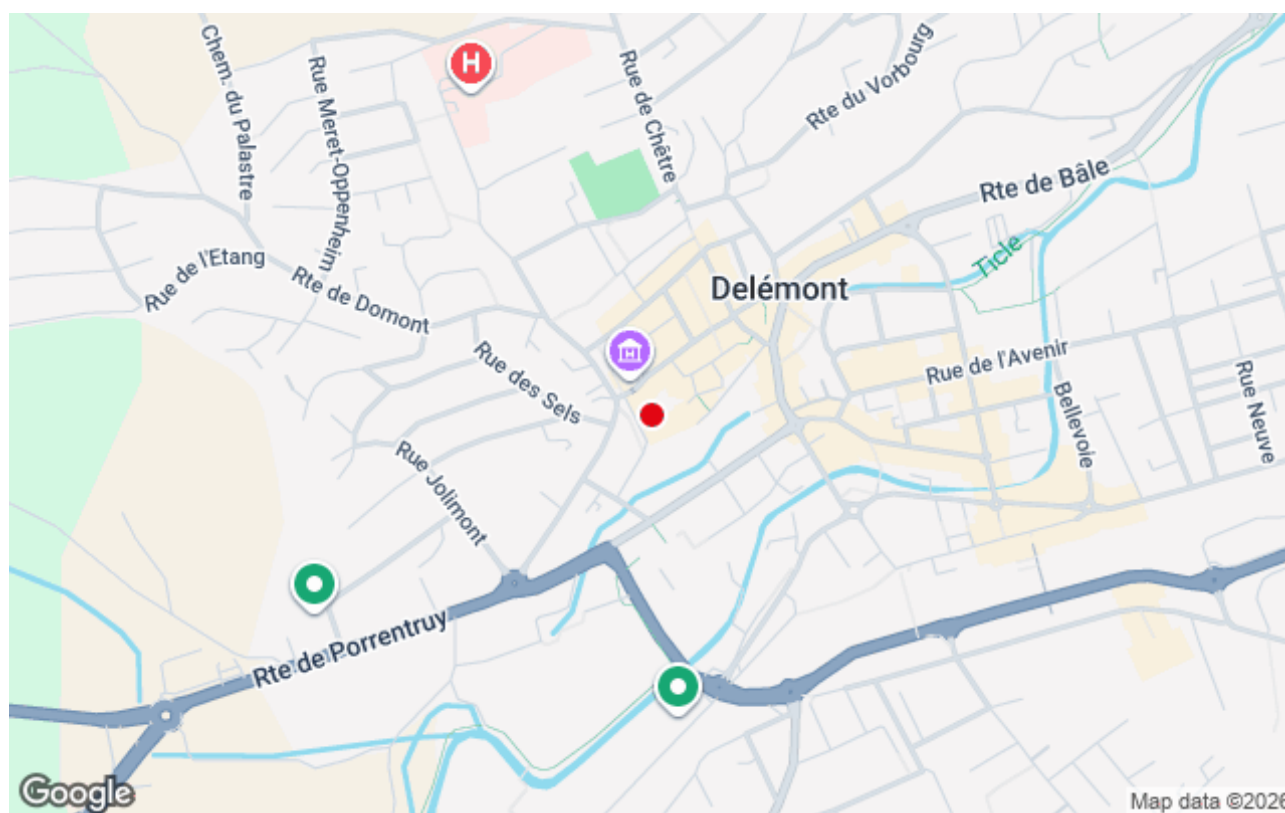 Chem. du Palastre
Rue Meret-Oppenheim
H
Rue de Chêtre
Rte du Vorbourg
Rte de Bâle
Rue de l'Etang
Rte de Domont
Ticle
Delémont
Rue des Sels
Rue de l'Avenir
Bellevoie
Rue Neuve
Rue Jolimont
Rte de Porrentruy
Google
Map data ©2026